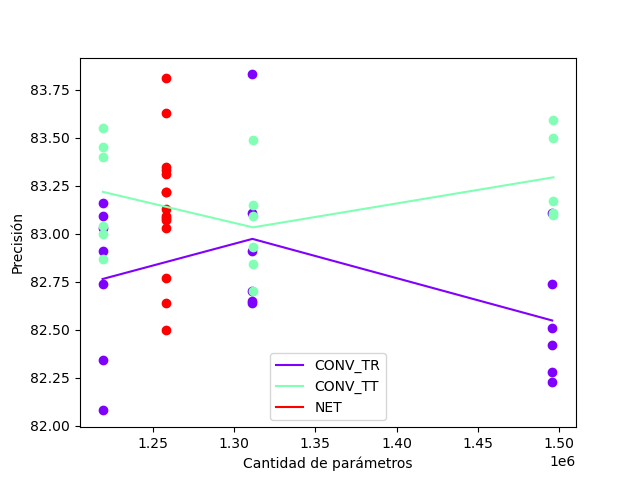 Precisión
83.75
83.50
83.25
83.00
82.75
82.50
82.25
82.00
CONV_TR
CONV_TT
NET
1.25 1.30 1.35 1.40 1.45 1.50
1e6
Cantidad de parámetros